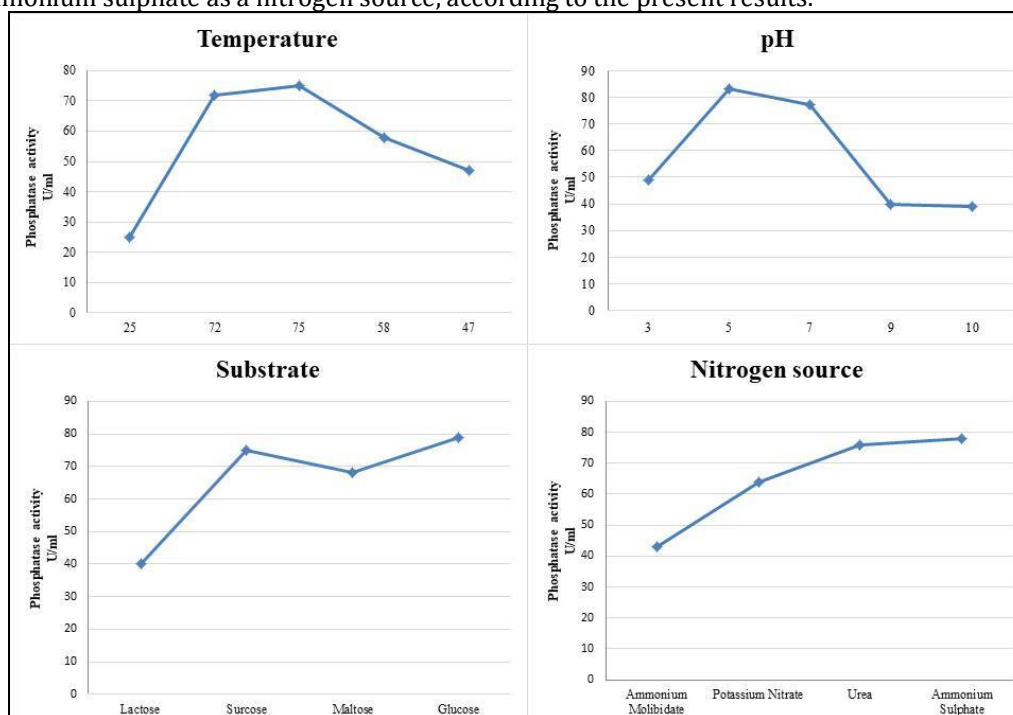 monium sulphate as a nitrogen source, according to the present results.
Temperature
Phosphatase activity
U/ml
80
70
60
50
40
30
20
10
0
25 72 75 58 47
pH
Phosphatase activity
U/ml
90
80
70
60
50
40
30
20
10
0
3 5 7 9 10
Substrate
Phosphatase activity
U/ml
90
80
70
60
50
40
30
20
10
0
Lactose Surcose Maltose Glucose
Nitrogen source
Phosphatase activity
U/ml
90
80
70
60
50
40
30
20
10
0
Ammonium Potassium Nitrate Urea Ammonium
Molibidate Sulphate